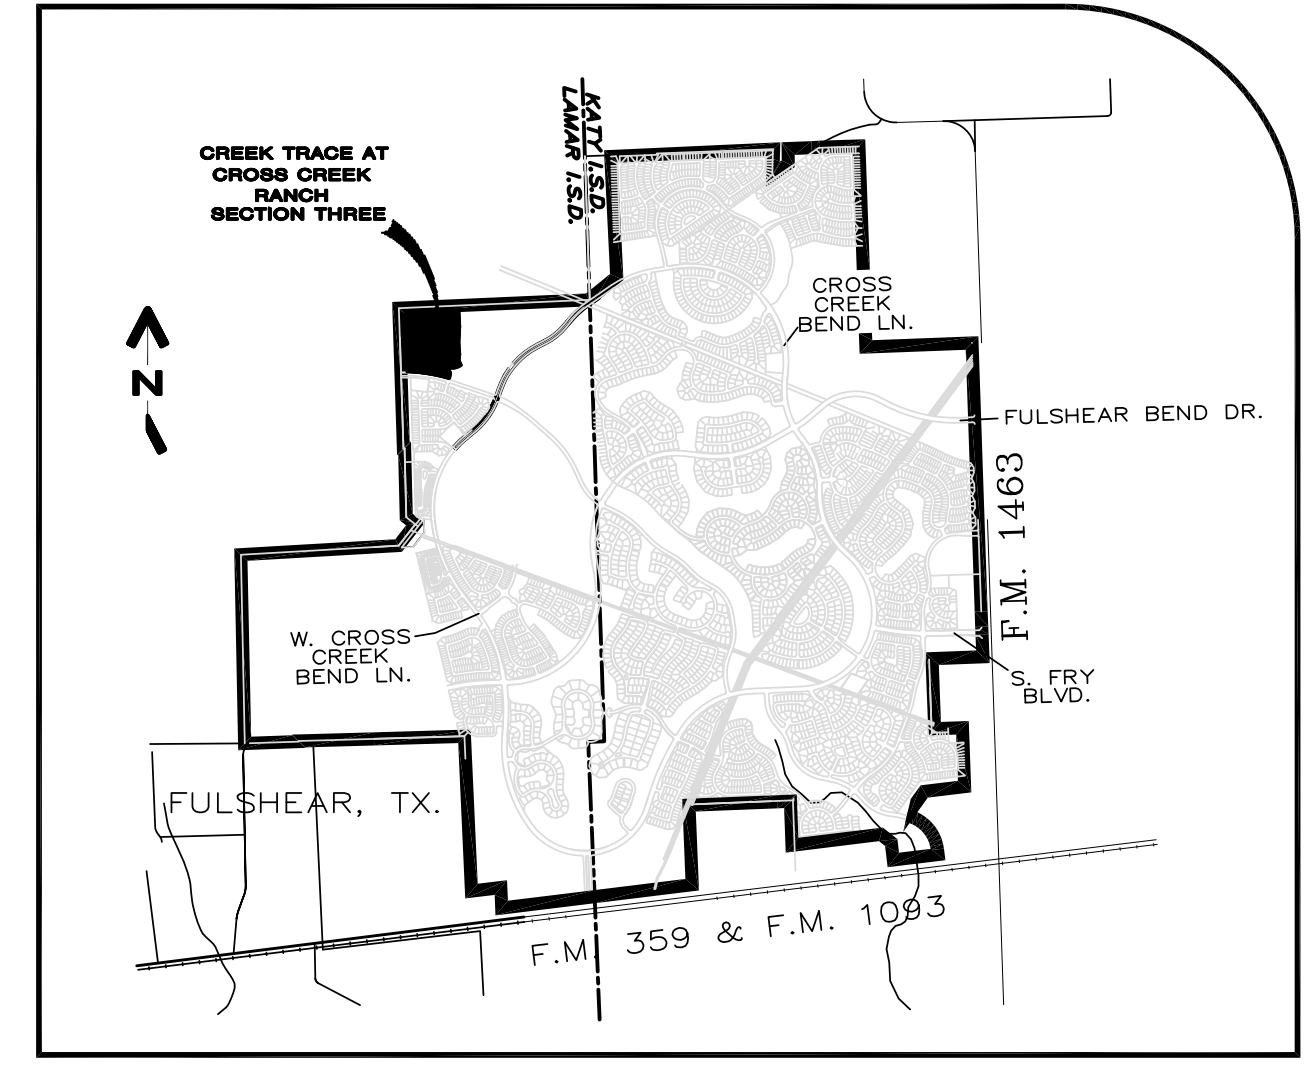 KATY I.S.D.
LAMAR I.S.D.
CREEK TRACE AT
CROSS CREEK
RANCH
SECTION THREE
CROSS
CREEK
BEND LN.
N
FULSHEAR BEND DR.
F.M. 1463
W. CROSS
CREEK
BEND LN.
S. FRY
BLVD.
FULSHEAR, TX.
F.M. 359 & F.M. 1093